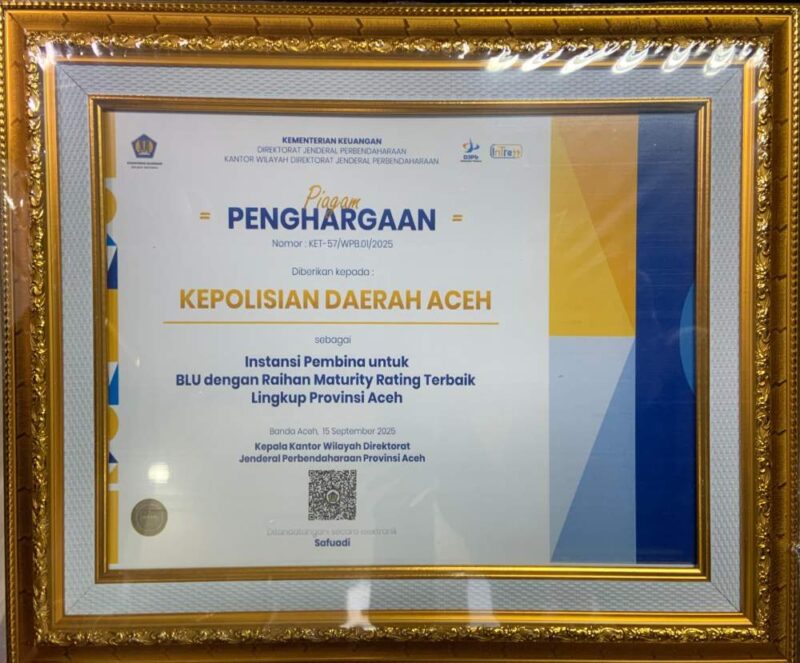 KEMENTERIAN KEUANGAN
DIREKTORAT JENDERAL PERBENDAHARAAN
KANTOR WILAYAH DIREKTORAT JENDERAL PERBENDAHARAAN
DJPb
InTress
Piagam
= PENGHARGAAN =
Nomor : KET-57/WPB.01/2025
Diberikan kepada :
KEPOLISIAN DAERAH ACEH
sebagai
Instansi Pembina untuk
BLU dengan Raihan Maturity Rating Terbaik
Lingkup Provinsi Aceh
Banda Aceh, 15 September 2025
Kepala Kantor Wilayah Direktorat
Jenderal Perbendaharaan Provinsi Aceh
Ditandatangani secara elektronik
Safuadi